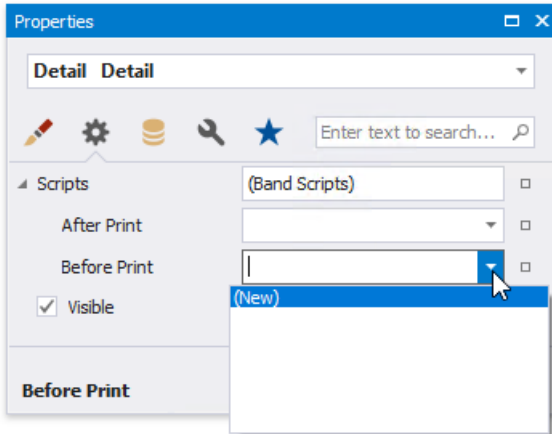 Properties
Detail Detail
Enter text to search...
Scripts (Band Scripts)
After Print
Before Print
(New)
Visible
Before Print